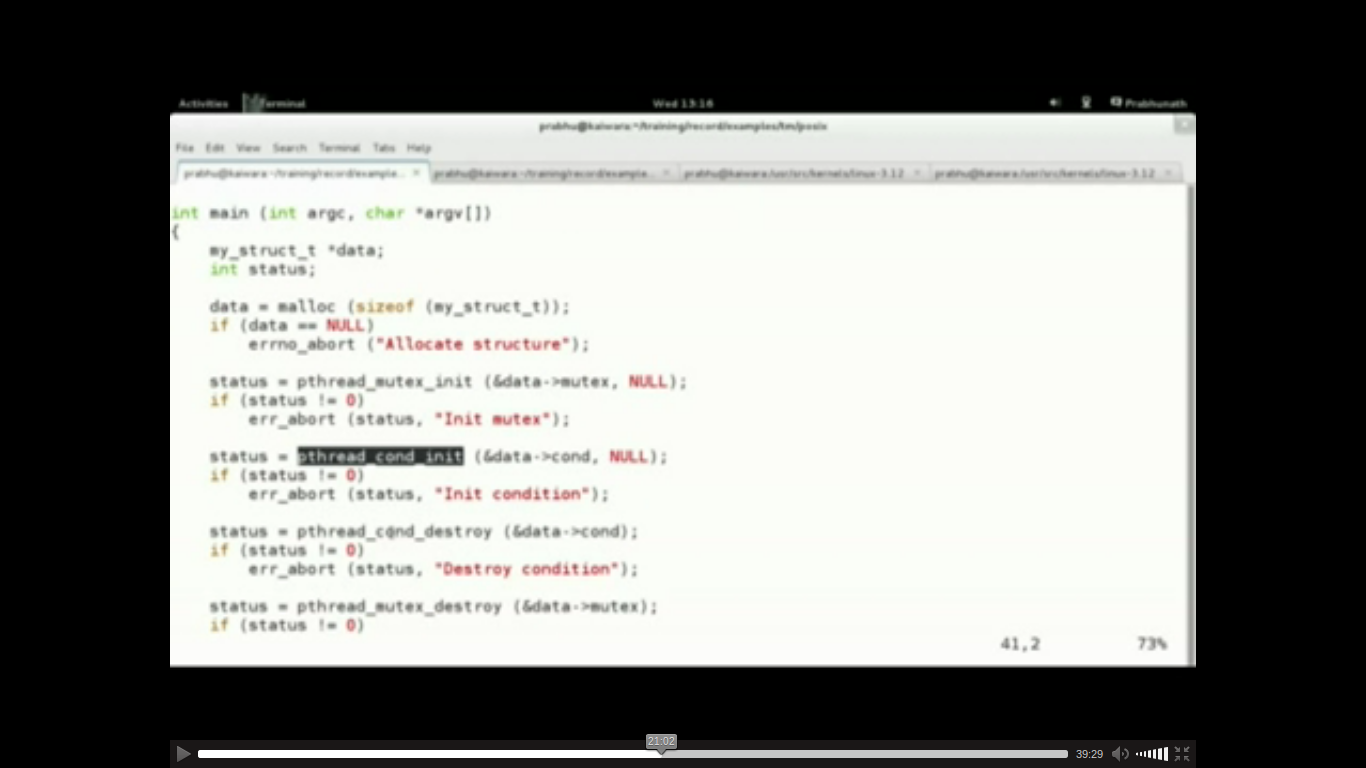 Activities Terminal Wed 13:16 Prabhunath
prabhu@kaiwara:~/training/record/examples/tm/posix
File Edit View Search Terminal Tabs Help
prabhu@kaiwara:~/training/record/example... × prabhu@kaiwara:~/training/record/example... × prabhu@kaiwara:/usr/src/kernels/linux-3.12 × prabhu@kaiwara:/usr/src/kernels/linux-3.12 ×
int main (int argc, char *argv[])
{
my_struct_t *data;
int status;
data = malloc (sizeof (my_struct_t));
if (data == NULL)
errno_abort ("Allocate structure");
status = pthread_mutex_init (&data->mutex, NULL);
if (status != 0)
err_abort (status, "Init mutex");
status = pthread_cond_init (&data->cond, NULL);
if (status != 0)
err_abort (status, "Init condition");
status = pthread_cond_destroy (&data->cond);
if (status != 0)
err_abort (status, "Destroy condition");
status = pthread_mutex_destroy (&data->mutex);
if (status != 0)
41,2 73%
21:02
39:29